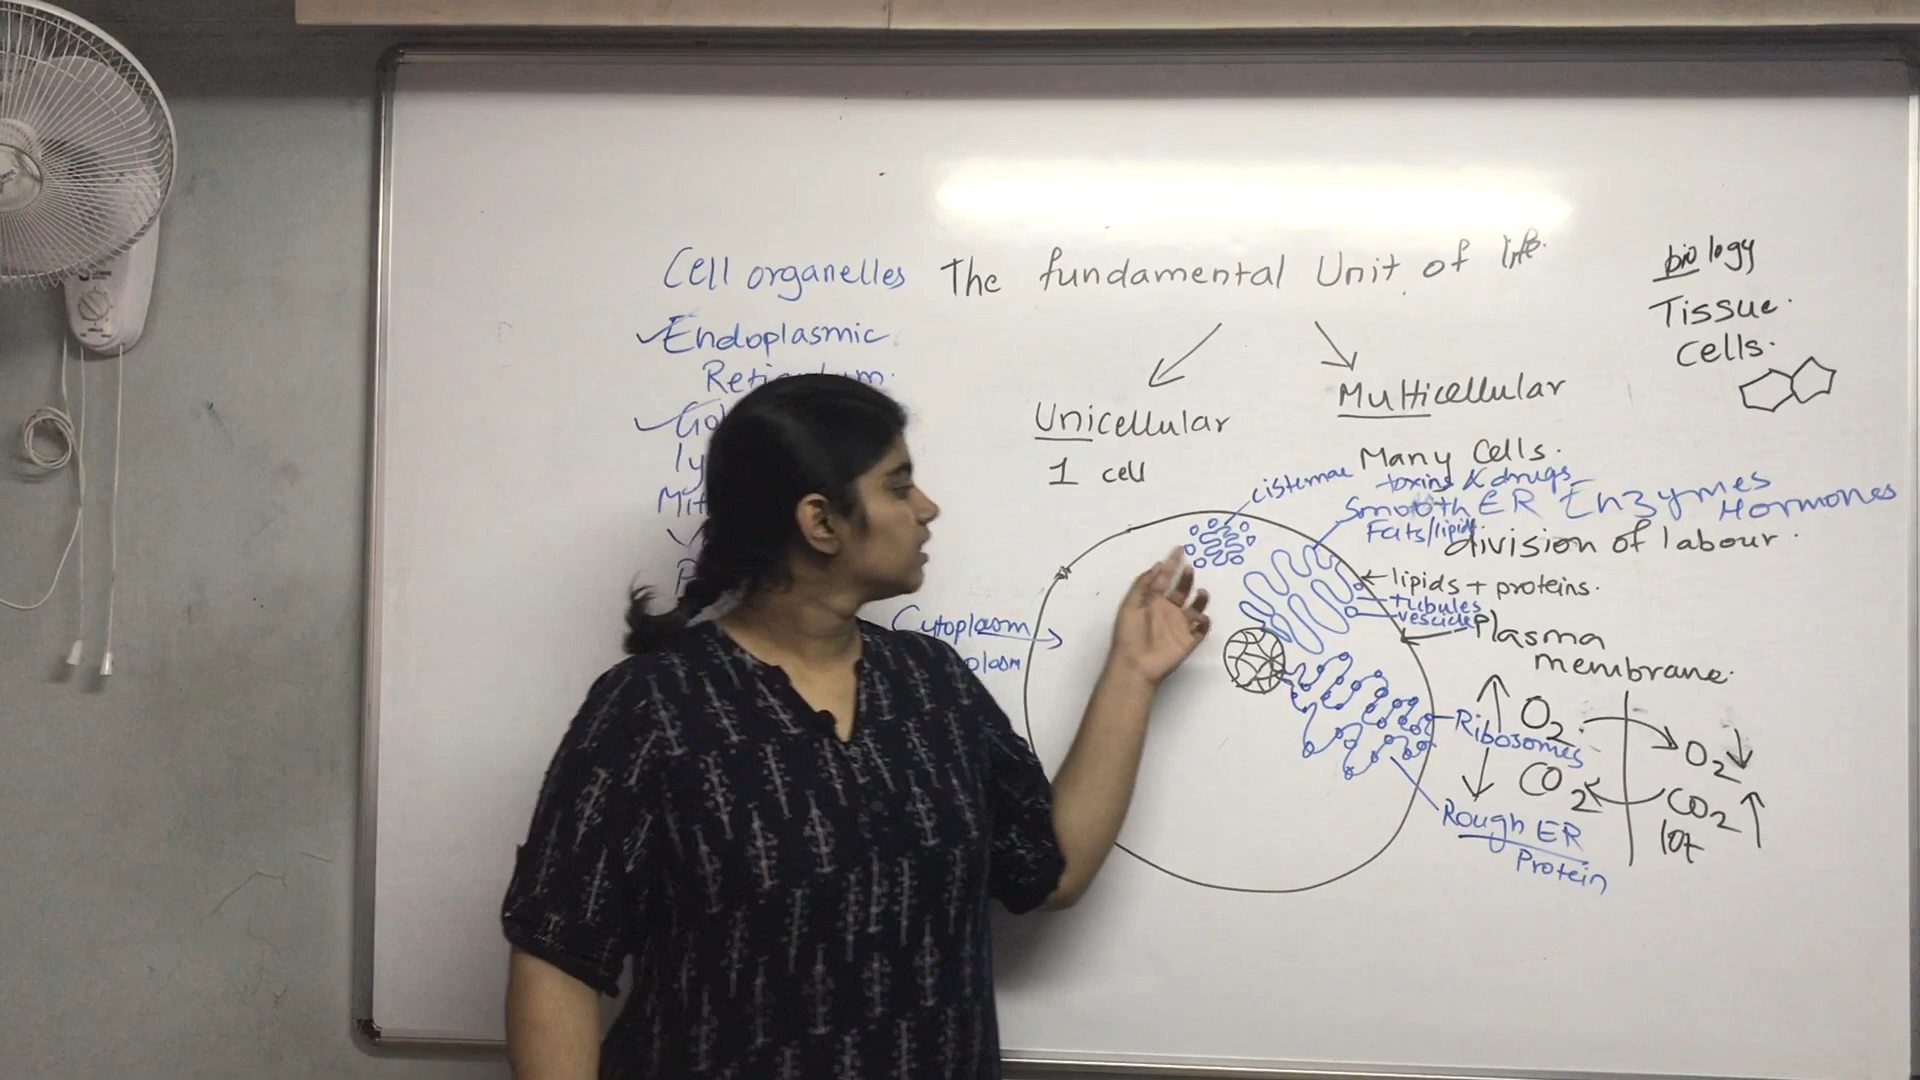 Cell organelles
Endoplasmic
The fundamental Unit of life.
Unicellular
1 cell
Multicellular
Many Cells.
division of labour.
biology
Tissue.
Cells.
cisternae
toxins & drugs
Smooth ER Enzymes
Hormones
Fats/lipids
lipids + proteins.
tubules
vesicles
Plasma
membrane.
Cytoplasm
Ribosomes
Rough ER
Protein
O2
CO2
O2
CO2